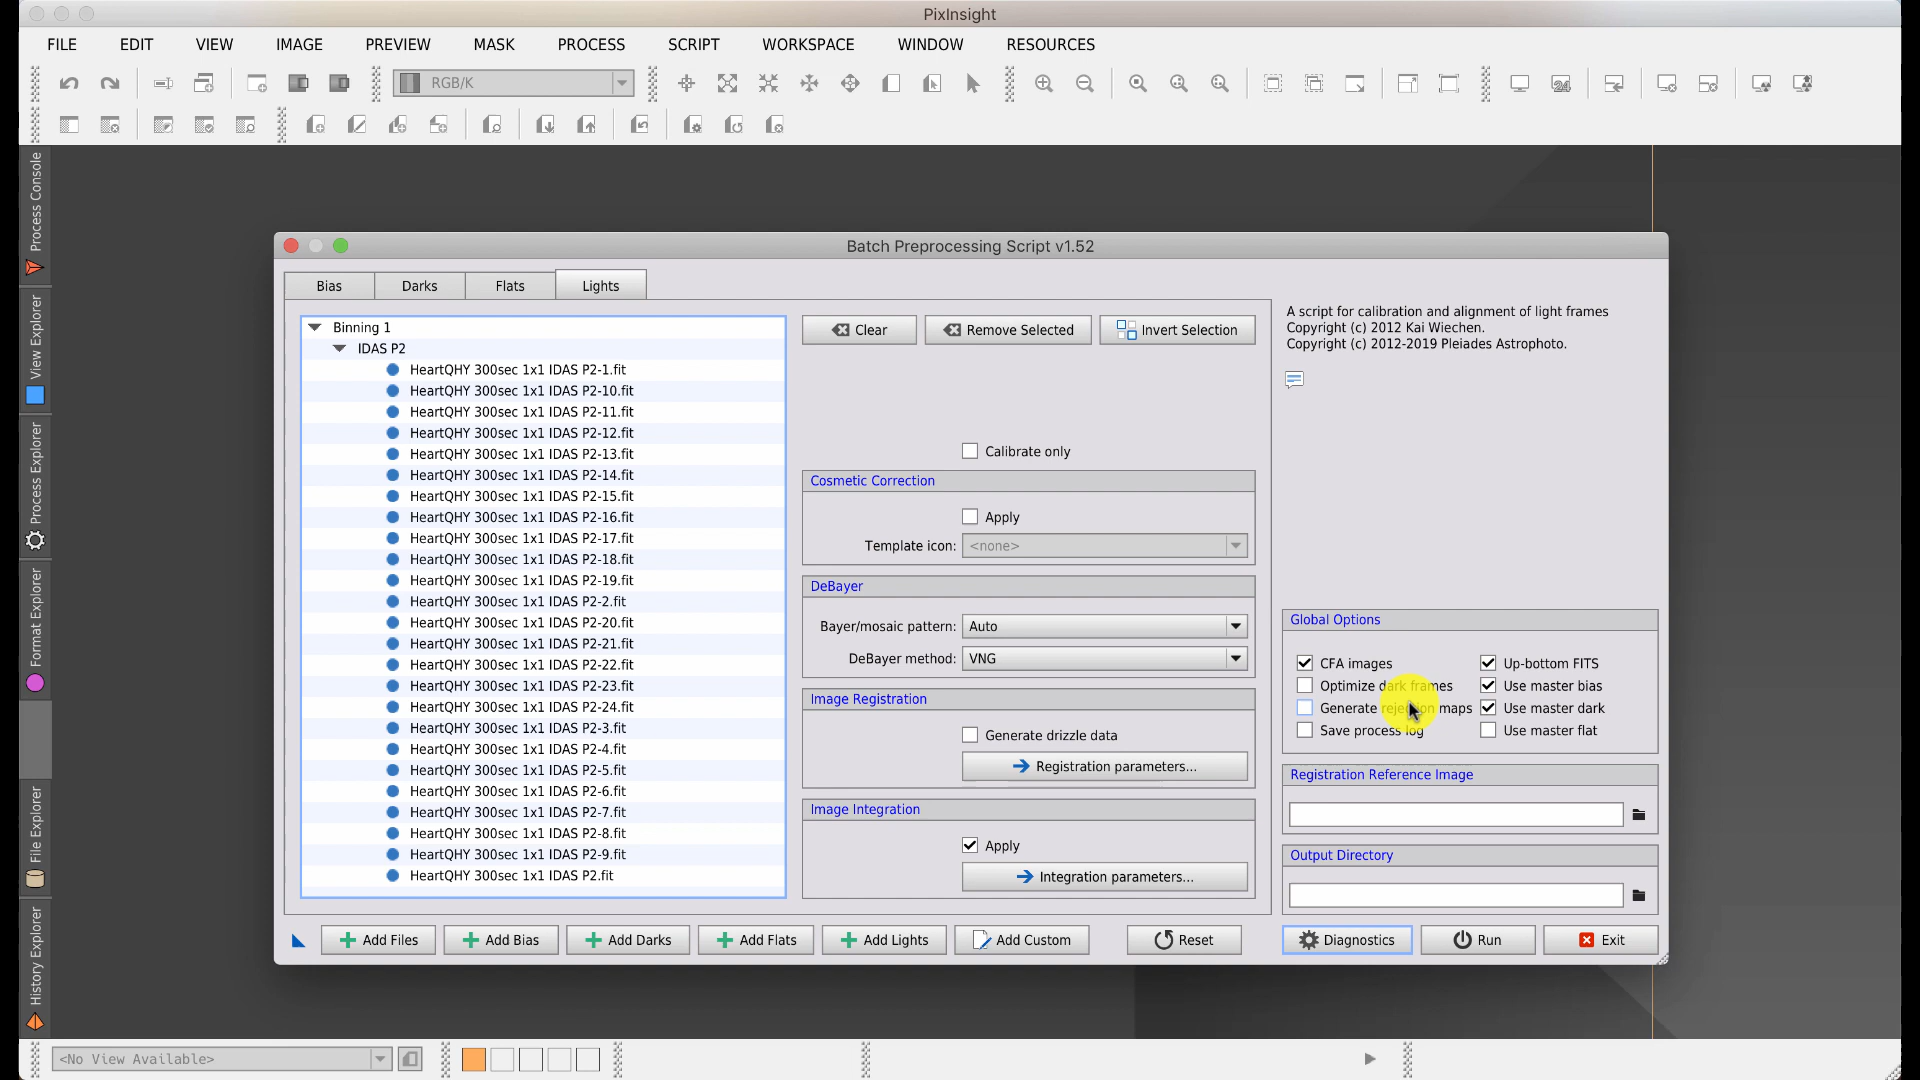 PixInsight
FILE EDIT VIEW IMAGE PREVIEW MASK PROCESS SCRIPT WORKSPACE WINDOW RESOURCES
RGB/K
24
Process Console
View Explorer
Process Explorer
Format Explorer
File Explorer
History Explorer
Batch Preprocessing Script v1.52
Bias Darks Flats Lights
Binning 1
IDAS P2
HeartQHY 300sec 1x1 IDAS P2-1.fit
HeartQHY 300sec 1x1 IDAS P2-10.fit
HeartQHY 300sec 1x1 IDAS P2-11.fit
HeartQHY 300sec 1x1 IDAS P2-12.fit
HeartQHY 300sec 1x1 IDAS P2-13.fit
HeartQHY 300sec 1x1 IDAS P2-14.fit
HeartQHY 300sec 1x1 IDAS P2-15.fit
HeartQHY 300sec 1x1 IDAS P2-16.fit
HeartQHY 300sec 1x1 IDAS P2-17.fit
HeartQHY 300sec 1x1 IDAS P2-18.fit
HeartQHY 300sec 1x1 IDAS P2-19.fit
HeartQHY 300sec 1x1 IDAS P2-2.fit
HeartQHY 300sec 1x1 IDAS P2-20.fit
HeartQHY 300sec 1x1 IDAS P2-21.fit
HeartQHY 300sec 1x1 IDAS P2-22.fit
HeartQHY 300sec 1x1 IDAS P2-23.fit
HeartQHY 300sec 1x1 IDAS P2-24.fit
HeartQHY 300sec 1x1 IDAS P2-3.fit
HeartQHY 300sec 1x1 IDAS P2-4.fit
HeartQHY 300sec 1x1 IDAS P2-5.fit
HeartQHY 300sec 1x1 IDAS P2-6.fit
HeartQHY 300sec 1x1 IDAS P2-7.fit
HeartQHY 300sec 1x1 IDAS P2-8.fit
HeartQHY 300sec 1x1 IDAS P2-9.fit
HeartQHY 300sec 1x1 IDAS P2.fit
Clear Remove Selected Invert Selection
Calibrate only
Cosmetic Correction
Apply
Template icon: <none>
DeBayer
Bayer/mosaic pattern: Auto
DeBayer method: VNG
Image Registration
Generate drizzle data
Registration parameters...
Image Integration
Apply
Integration parameters...
A script for calibration and alignment of light frames
Copyright (c) 2012 Kai Wiechen.
Copyright (c) 2012-2019 Pleiades Astrophoto.
Global Options
CFA images Up-bottom FITS
Optimize dark frames Use master bias
Generate rejection maps Use master dark
Save process log Use master flat
Registration Reference Image
Output Directory
Add Files Add Bias Add Darks Add Flats Add Lights Add Custom Reset Diagnostics Run Exit
<No View Available>